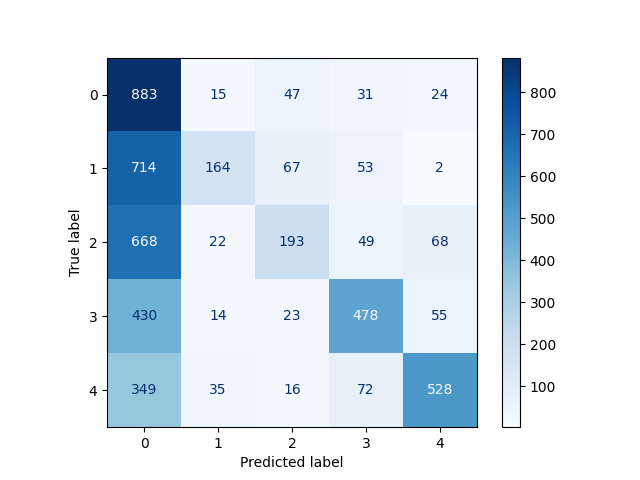 0 883 15 47 31 24
1 714 164 67 53 2
2 668 22 193 49 68
3 430 14 23 478 55
4 349 35 16 72 528
0 1 2 3 4
Predicted label
True label
800
700
600
500
400
300
200
100